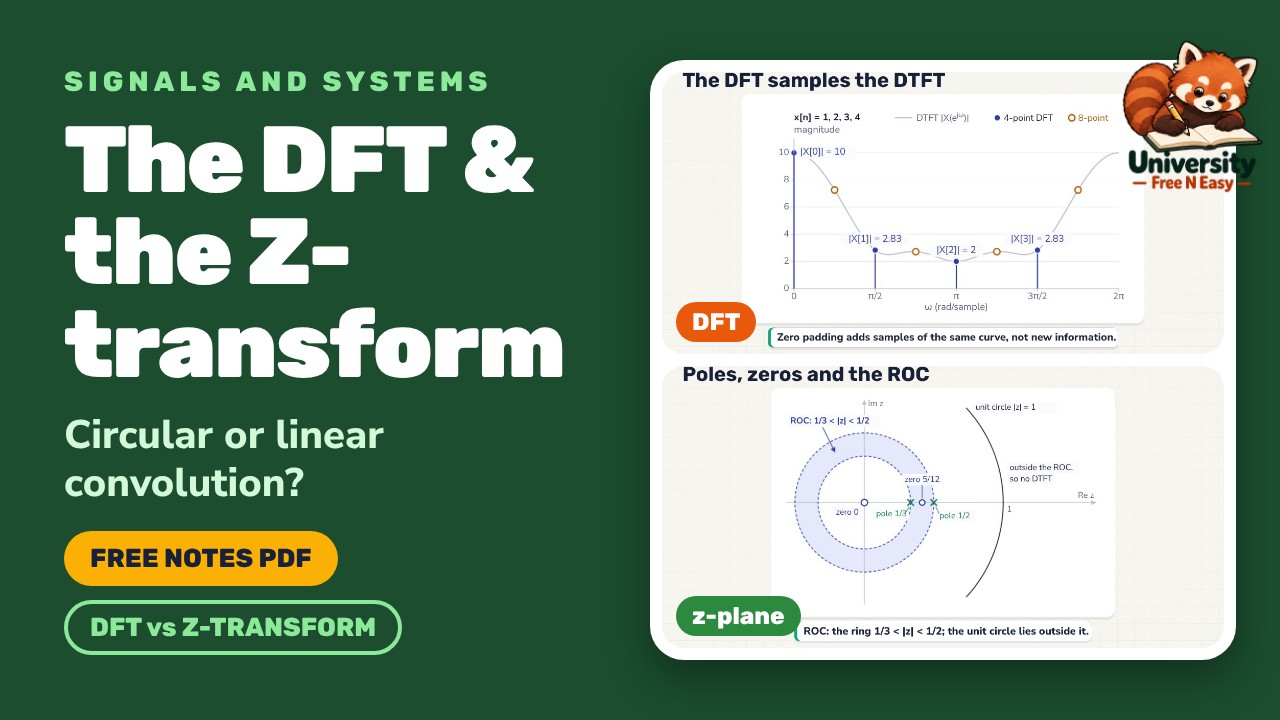 SIGNALS AND SYSTEMS
The DFT &
the Z-
transform
Circular or linear
convolution?
FREE NOTES PDF
DFT vs Z-TRANSFORM
The DFT samples the DTFT
x[n] = 1, 2, 3, 4
DTFT |X(e^{jω})|
4-point DFT
8-point
magnitude
10
|X[0]| = 10
8
6
4
|X[1]| = 2.83
|X[2]| = 2
|X[3]| = 2.83
2
0
0
π/2
π
3π/2
2π
ω (rad/sample)
DFT
Zero padding adds samples of the same curve, not new information.
University
Free N Easy
Poles, zeros and the ROC
Im z
unit circle |z| = 1
ROC: 1/3 < |z| < 1/2
outside the ROC,
so no DTFT
zero 5/12
Re z
zero 0
pole 1/3
pole 1/2
1
z-plane
ROC: the ring 1/3 < |z| < 1/2; the unit circle lies outside it.